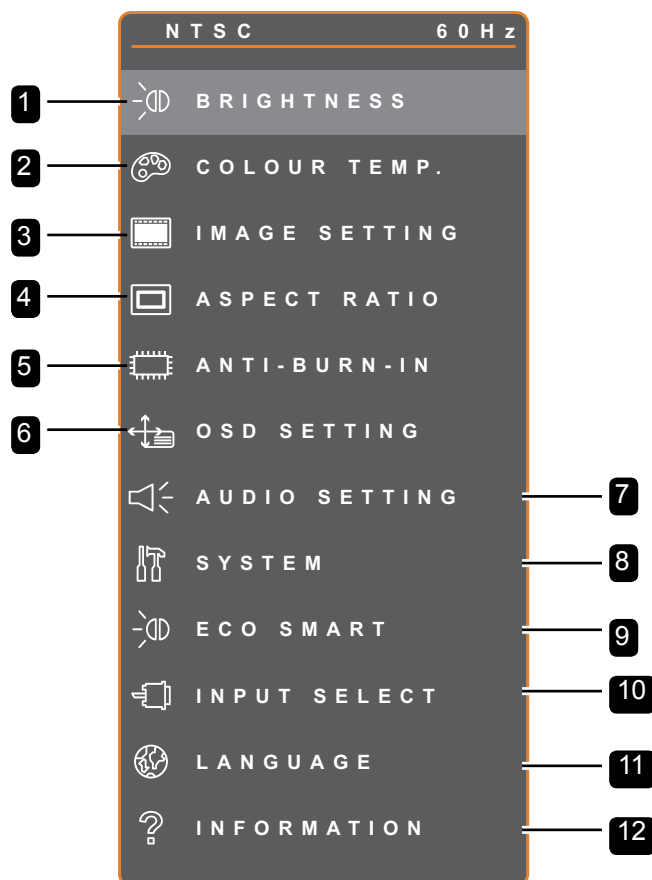 NTSC 60Hz
1 BRIGHTNESS
2 COLOUR TEMP.
3 IMAGE SETTING
4 ASPECT RATIO
5 ANTI-BURN-IN
6 OSD SETTING
AUDIO SETTING 7
SYSTEM 8
ECO SMART 9
INPUT SELECT 10
LANGUAGE 11
INFORMATION 12